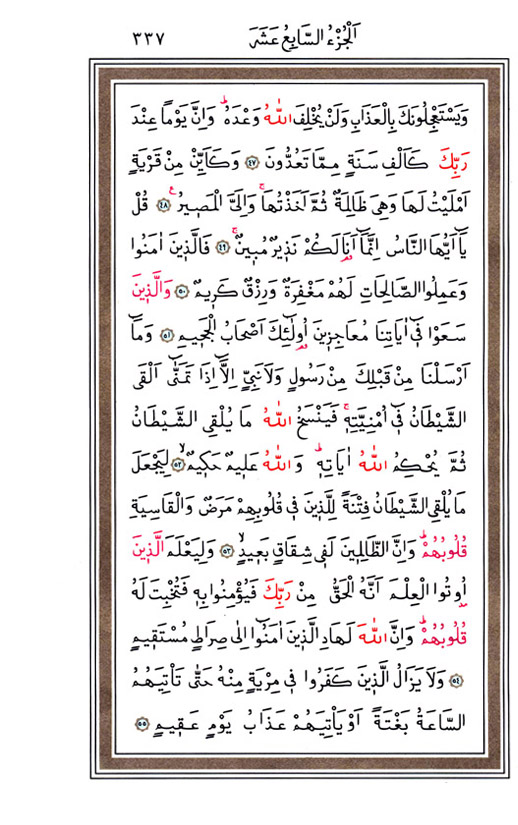 اَلْجُزْءُ السَّابِعُ عَشَرَ ٣٣٧
وَيَسْتَعْجِلُونَكَ بِالْعَذَابِ وَلَنْ يُخْلِفَ اللّٰهُ وَعْدَهُۜ وَاِنَّ يَوْماً عِنْدَ
رَبِّكَ كَاَلْفِ سَنَةٍ مِمَّا تَعُدُّونَ ﴿٤٧﴾ وَكَاَيِّنْ مِنْ قَرْيَةٍ
اَمْلَيْتُ لَهَا وَهِيَ ظَالِمَةٌ ثُمَّ اَخَذْتُهَاۚ وَاِلَيَّ الْمَص۪يرُ۟ ﴿٤٨﴾ قُلْ
يَٓا اَيُّهَا النَّاسُ اِنَّمَٓا اَنَا۬ لَكُمْ نَذ۪يرٌ مُب۪ينٌۚ ﴿٤٩﴾ فَالَّذ۪ينَ اٰمَنُوا
وَعَمِلُوا الصَّالِحَاتِ لَهُمْ مَغْفِرَةٌ وَرِزْقٌ كَر۪يمٌ ﴿٥٠﴾ وَالَّذ۪ينَ
سَعَوْا ف۪ٓي اٰيَاتِنَا مُعَاجِز۪ينَ اُو۬لٰٓئِكَ اَصْحَابُ الْجَح۪يمِ ﴿٥١﴾ وَمَٓا
اَرْسَلْنَا مِنْ قَبْلِكَ مِنْ رَسُولٍ وَلَا نَبِيٍّ اِلَّٓا اِذَا تَمَنّٰٓى اَلْقَى
الشَّيْطَانُ ف۪ٓي اُمْنِيَّتِه۪ۚ فَيَنْسَخُ اللّٰهُ مَا يُلْقِي الشَّيْطَانُ
ثُمَّ يُحْكِمُ اللّٰهُ اٰيَاتِه۪ۜ وَاللّٰهُ عَل۪يمٌ حَك۪يمٌۙ ﴿٥٢﴾ لِيَجْعَلَ
مَا يُلْقِي الشَّيْطَانُ فِتْنَةً لِلَّذ۪ينَ ف۪ي قُلُوبِهِمْ مَرَضٌ وَالْقَاسِيَةِ
قُلُوبُهُمْۜ وَاِنَّ الظَّالِم۪ينَ لَف۪ي شِقَاقٍ بَع۪يدٍۙ ﴿٥٣﴾ وَلِيَعْلَمَ الَّذ۪ينَ
اُو۫تُوا الْعِلْمَ اَنَّهُ الْحَقُّ مِنْ رَبِّكَ فَيُؤْمِنُوا بِه۪ فَتُخْبِتَ لَهُ
قُلُوبُهُمْۜ وَاِنَّ اللّٰهَ لَهَادِ الَّذ۪ينَ اٰمَنُٓوا اِلٰى صِرَاطٍ مُسْتَق۪يمٍ
﴿٥٤﴾ وَلَا يَزَالُ الَّذ۪ينَ كَفَرُوا ف۪ي مِرْيَةٍ مِنْهُ حَتّٰى تَأْتِيَهُمُ
السَّاعَةُ بَغْتَةً اَوْ يَأْتِيَهُمْ عَذَابُ يَوْمٍ عَق۪يمٍ ﴿٥٥﴾